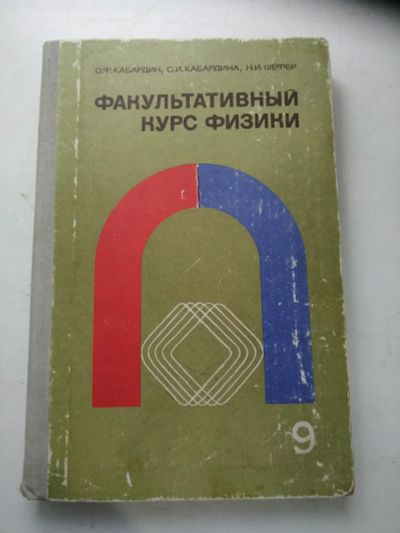 О.Ф. КАБАРДИН, С.И. КАБАРДИНА, Н.И. ШЕФЕР
ФАКУЛЬТАТИВНЫЙ
КУРС ФИЗИКИ
9